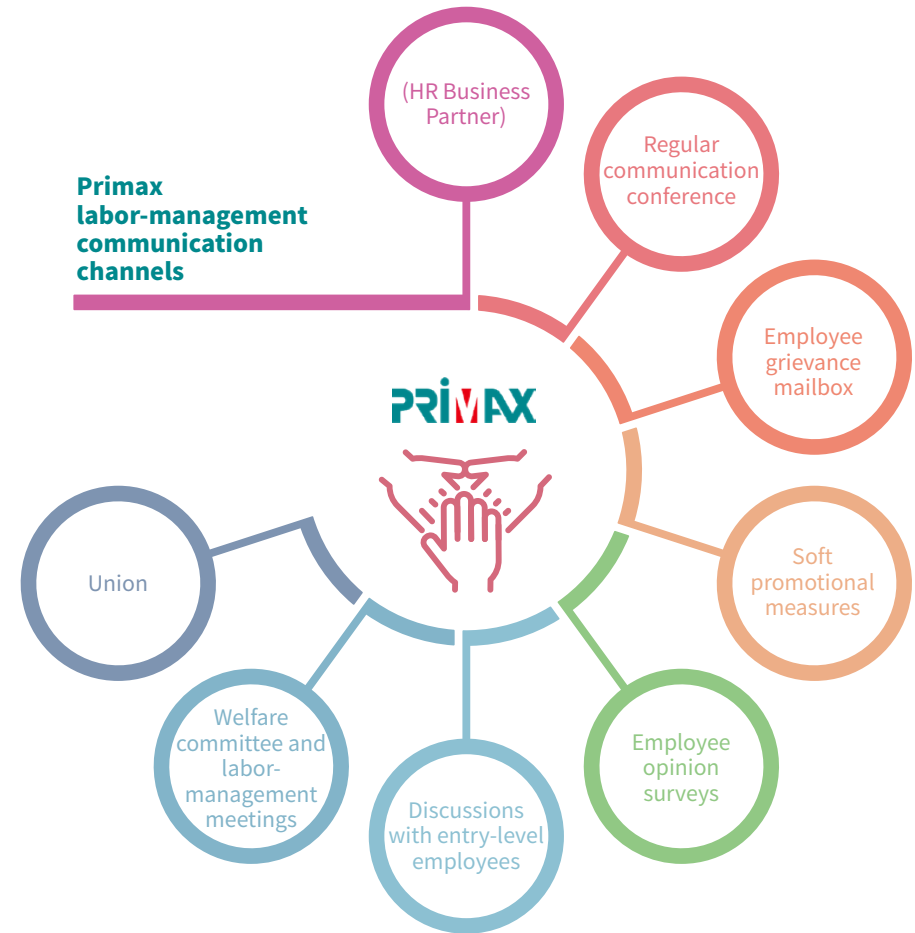 Primax
labor-management
communication
channels
(HR Business
Partner)
Regular
communication
conference
Employee
grievance
mailbox
Soft
promotional
measures
Employee
opinion
surveys
Discussions
with entry-level
employees
Welfare
committee and
labor-
management
meetings
Union
PRIMAX